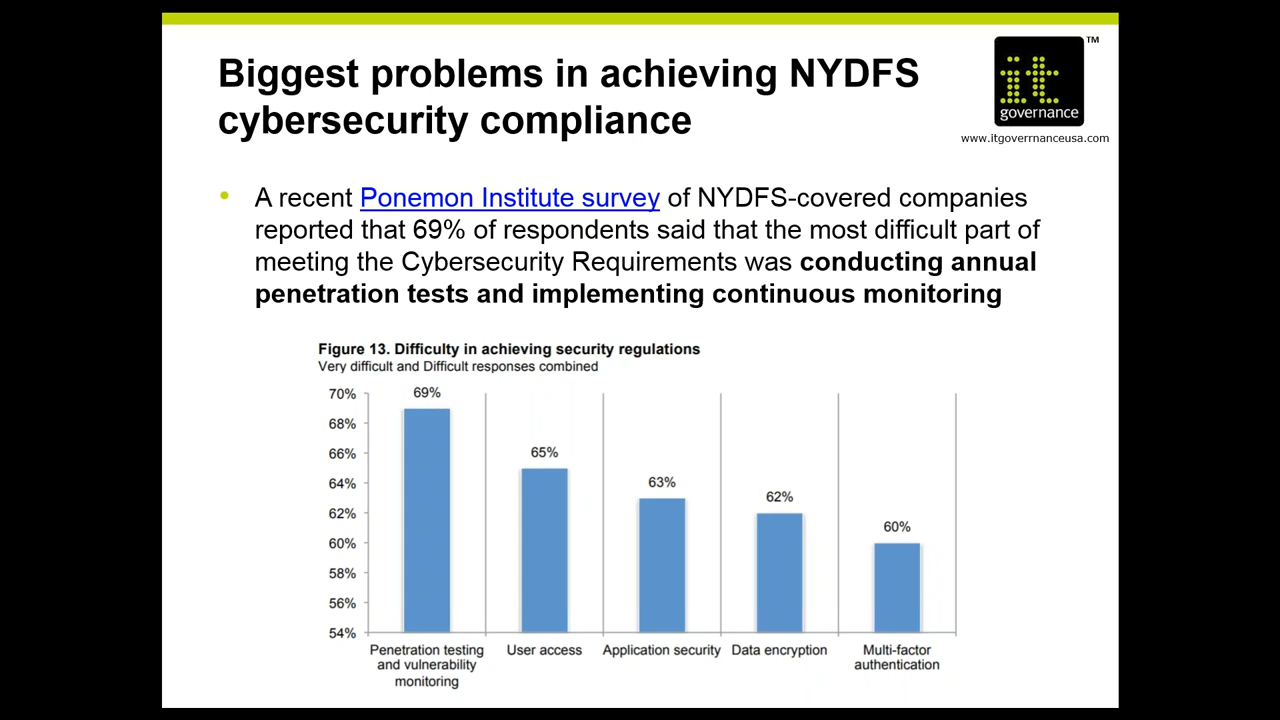 Biggest problems in achieving NYDFS
cybersecurity compliance
it
governance
TM
www.itgoverrnanceusa.com
• A recent Ponemon Institute survey of NYDFS-covered companies
reported that 69% of respondents said that the most difficult part of
meeting the Cybersecurity Requirements was conducting annual
penetration tests and implementing continuous monitoring
Figure 13. Difficulty in achieving security regulations
Very difficult and Difficult responses combined
70%
68%
66%
64%
62%
60%
58%
56%
54%
69%
65%
63%
62%
60%
Penetration testing
and vulnerability
monitoring
User access
Application security
Data encryption
Multi-factor
authentication